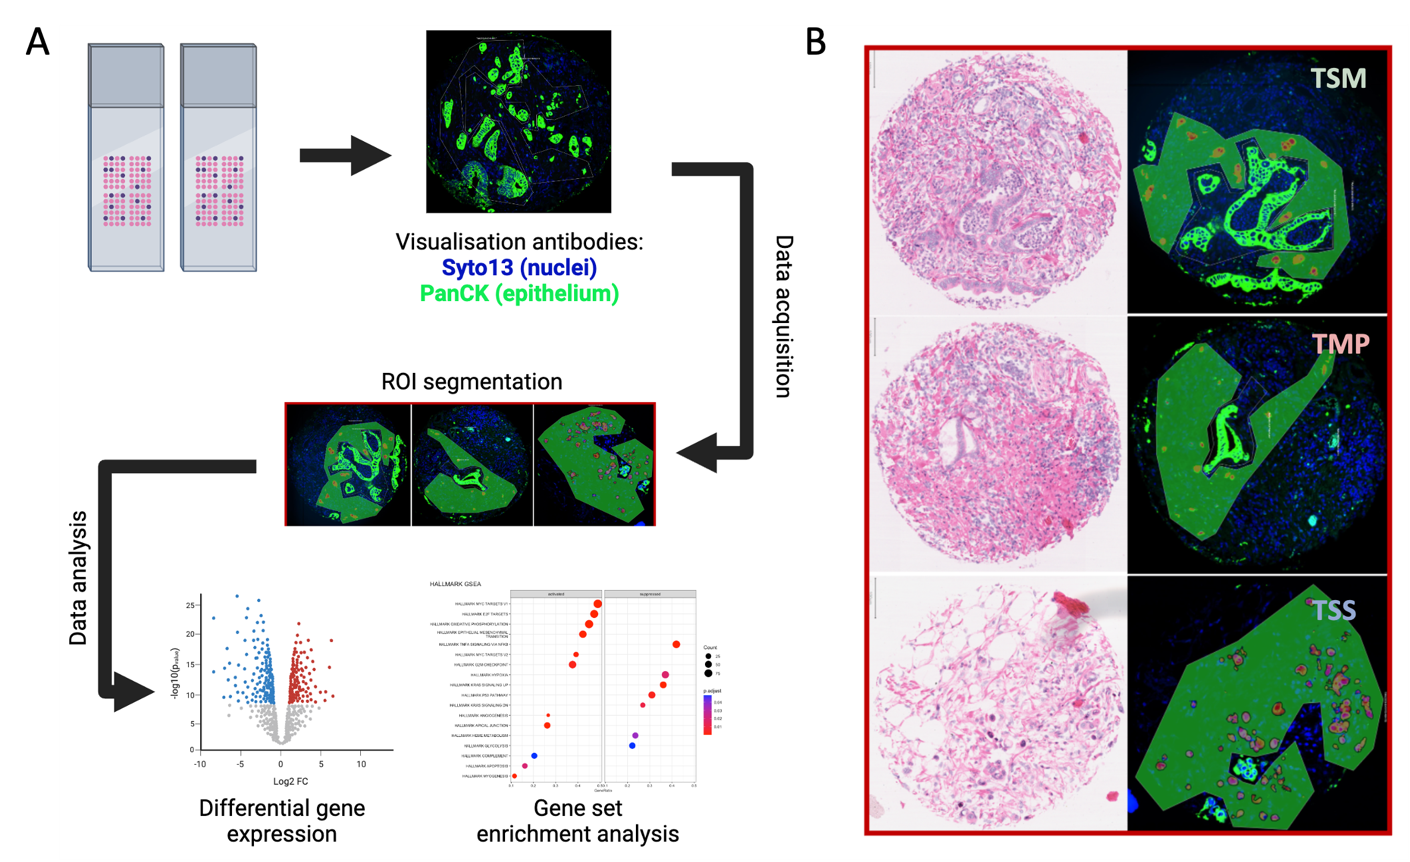 A
Visualisation antibodies:
Syto13 (nuclei)
PanCK (epithelium)
Data acquisition
ROI segmentation
Data analysis
-log10(pvalue)
25
20
15
10
5
0
-10
-5
0
5
10
Log2 FC
Differential gene
expression
HALLMARK GSEA
activated
suppressed
HALLMARK MYC TARGETS V1
HALLMARK E2F TARGETS
HALLMARK OXIDATIVE PHOSPHORYLATION
HALLMARK EPITHELIAL MESENCHYMAL
TRANSITION
HALLMARK TNFA SIGNALING VIA NFKB
HALLMARK MYC TARGETS V2
HALLMARK G2M CHECKPOINT
HALLMARK HYPOXIA
HALLMARK KRAS SIGNALING UP
HALLMARK P53 PATHWAY
HALLMARK KRAS SIGNALING DN
HALLMARK ANGIOGENESIS
HALLMARK APICAL JUNCTION
HALLMARK HEME METABOLISM
HALLMARK GLYCOLYSIS
HALLMARK COMPLEMENT
HALLMARK APOPTOSIS
HALLMARK MYOGENESIS
GeneRatio
Count
25
50
75
p.adjust
0.04
0.03
0.02
0.01
Gene set
enrichment analysis
B
TSM
TMP
TSS